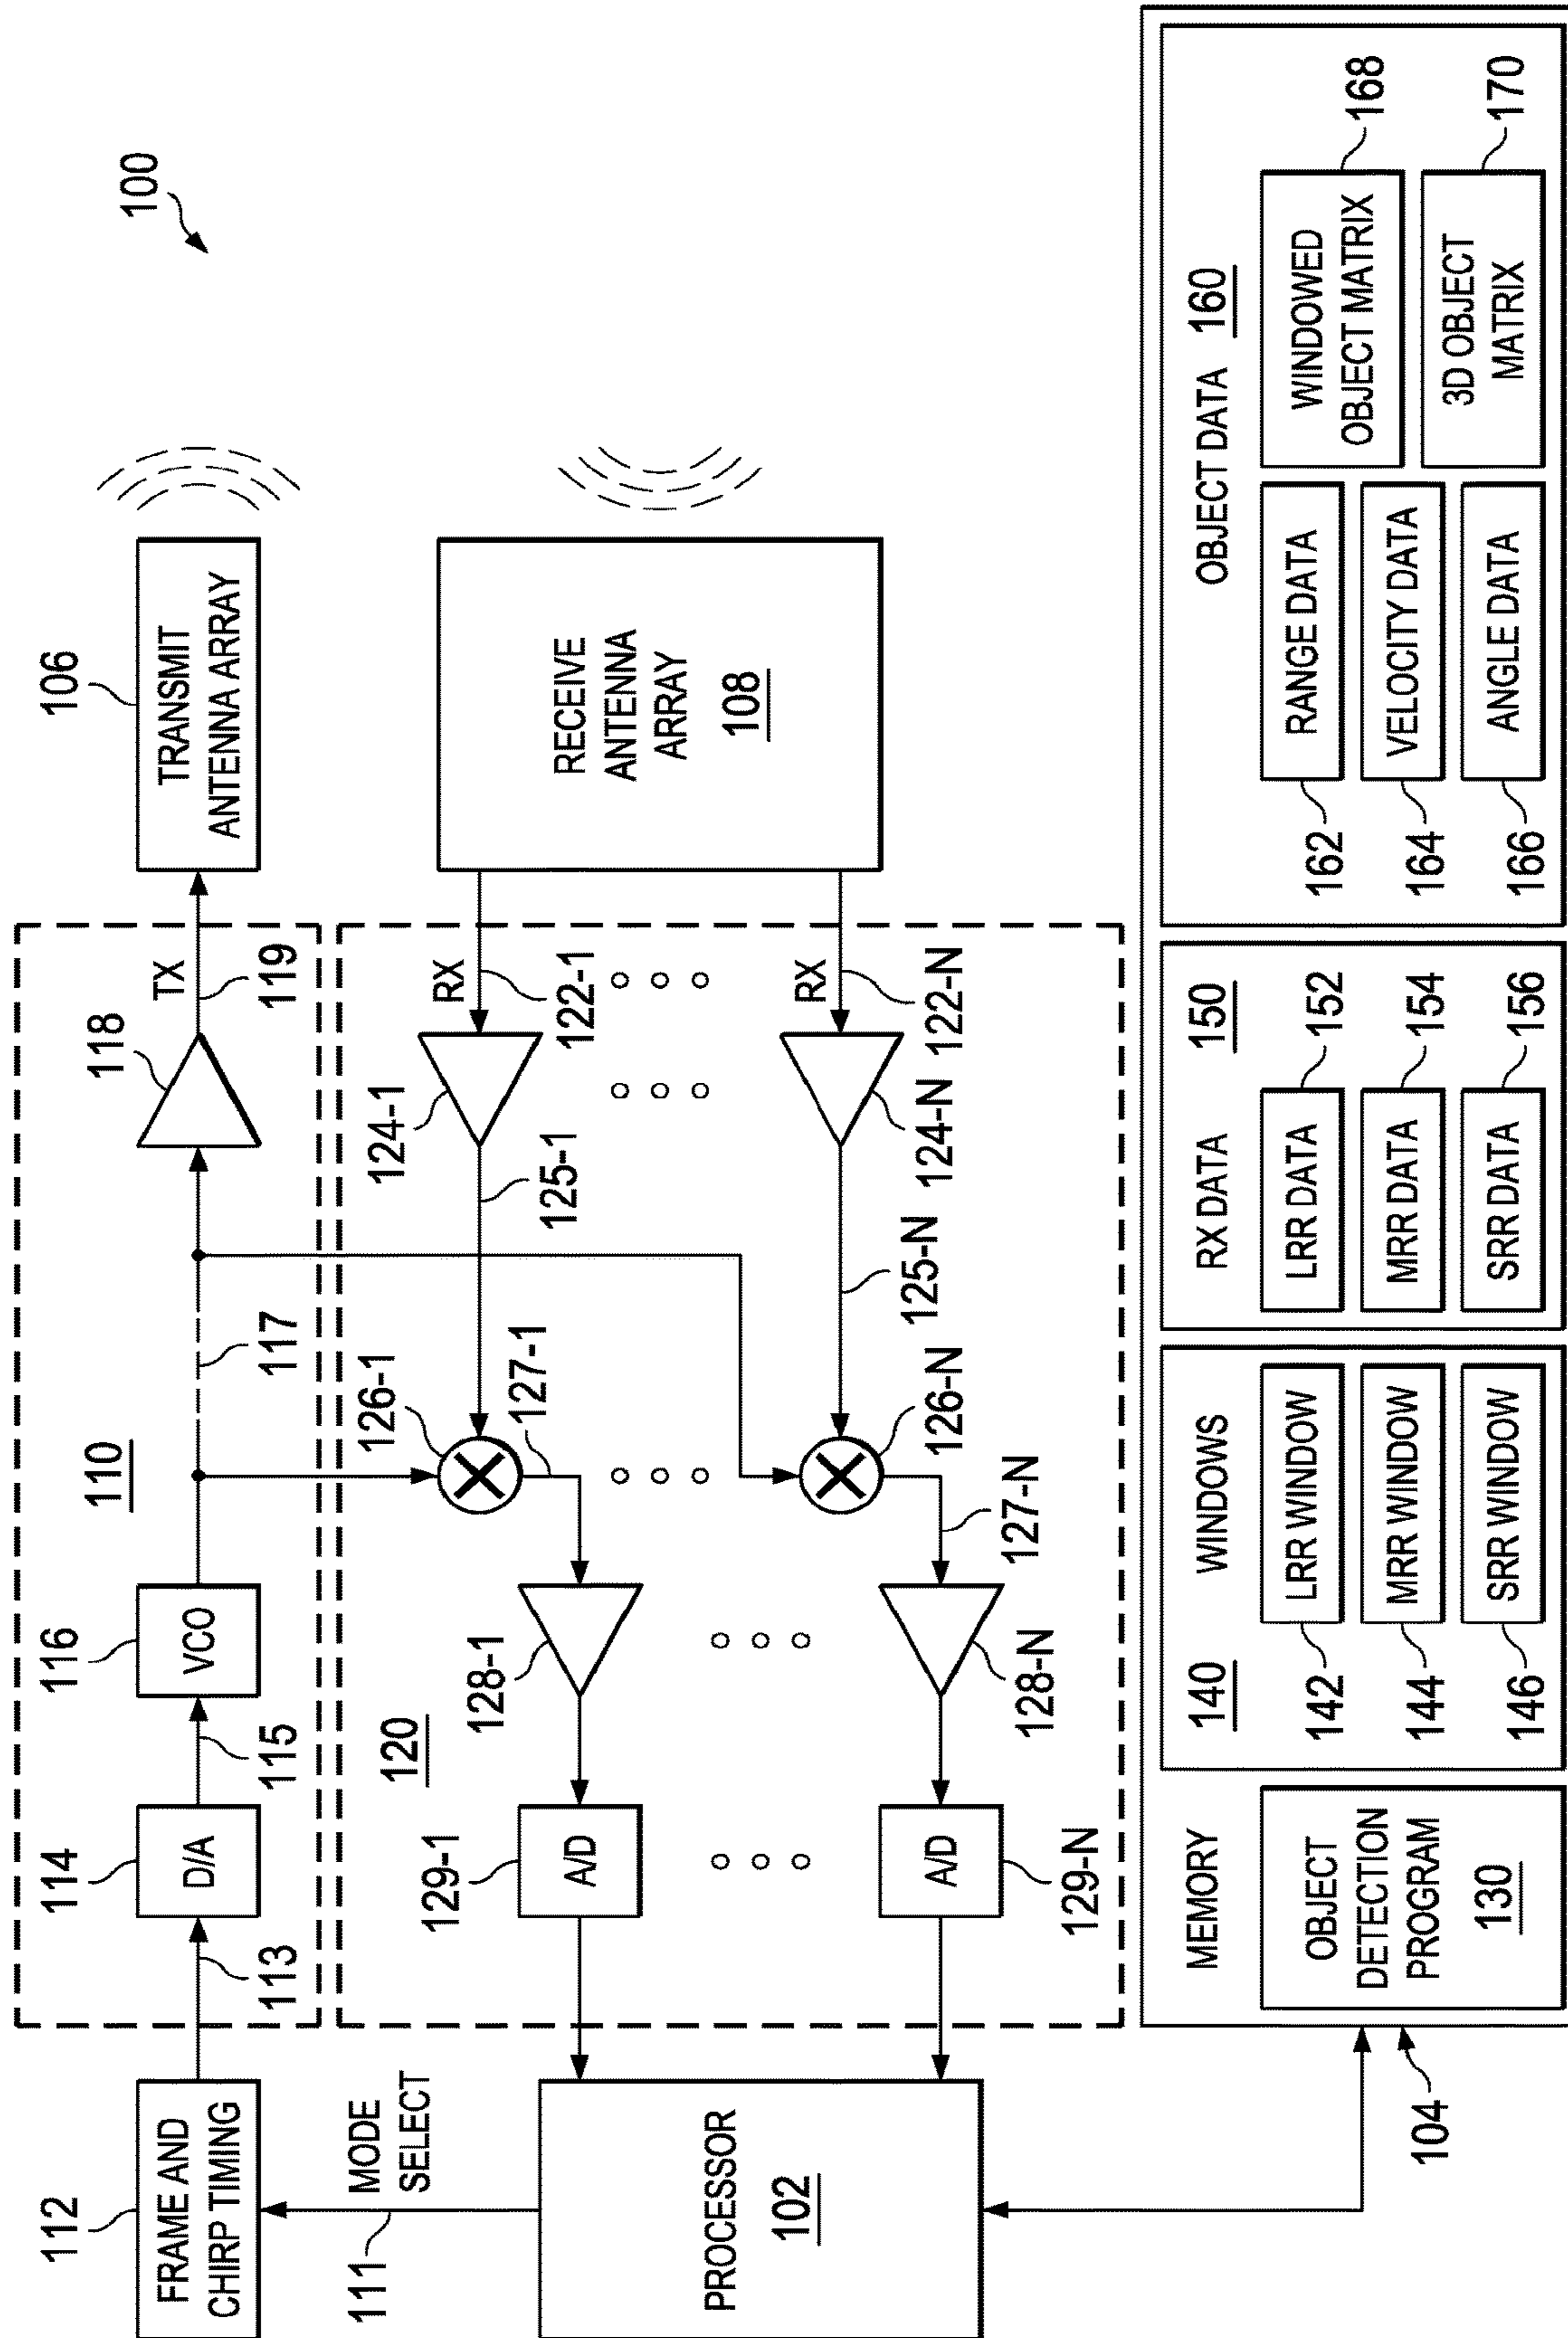 100
112
FRAME AND
CHIRP TIMING
113
114
D/A
115
116
VCO
110
117
118
TX
119
106
TRANSMIT
ANTENNA ARRAY
MODE
SELECT
111
PROCESSOR
102
120
129-1
A/D
128-1
126-1
127-1
125-1
124-1
RX
122-1
RECEIVE
ANTENNA
ARRAY
108
A/D
129-N
128-N
127-N
126-N
125-N
124-N
RX
122-N
104
MEMORY
OBJECT
DETECTION
PROGRAM
130
140
WINDOWS
142
LRR WINDOW
144
MRR WINDOW
146
SRR WINDOW
RX DATA
150
LRR DATA
152
MRR DATA
154
SRR DATA
156
OBJECT DATA
160
162
RANGE DATA
164
VELOCITY DATA
166
ANGLE DATA
WINDOWED
OBJECT MATRIX
168
3D OBJECT
MATRIX
170